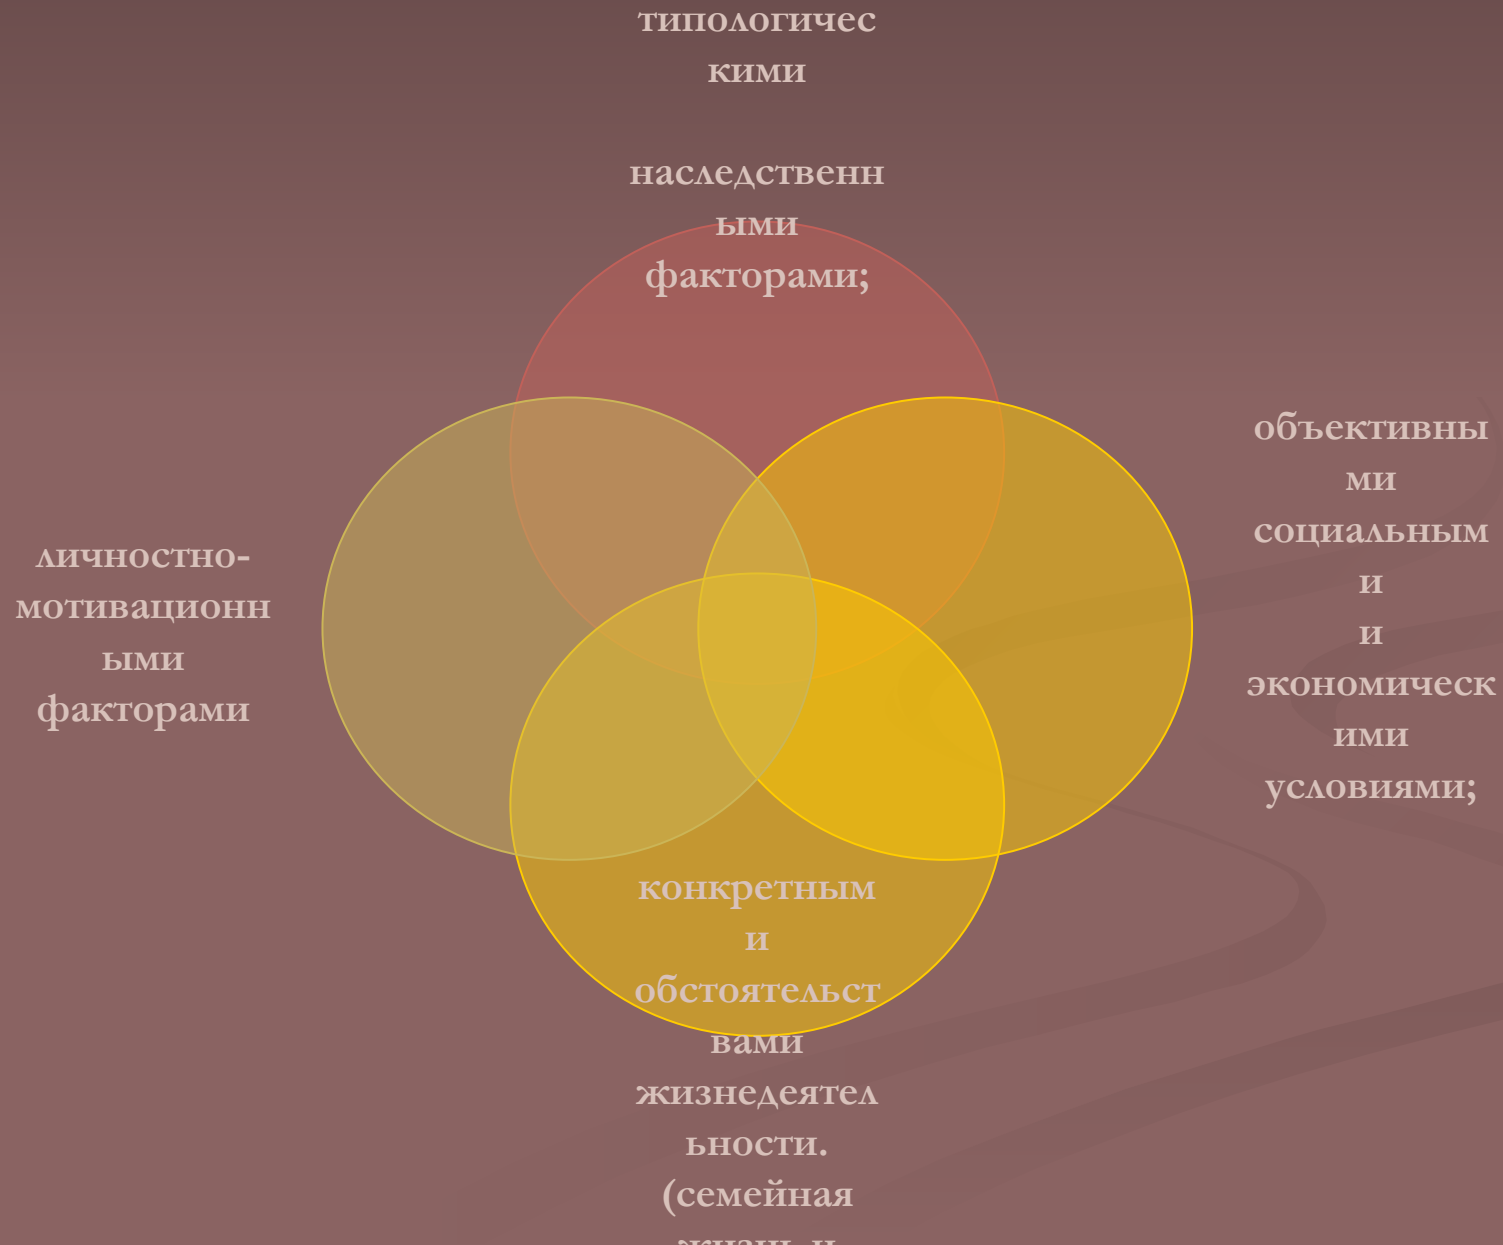 типологичес
кими
наследственн
ыми
факторами;
объективны
ми
социальным
и
и
экономическ
ими
условиями;
личностно-
мотивационн
ыми
факторами
конкретным
и
обстоятельст
вами
жизнедеятел
ьности.
(семейная
жизнь и